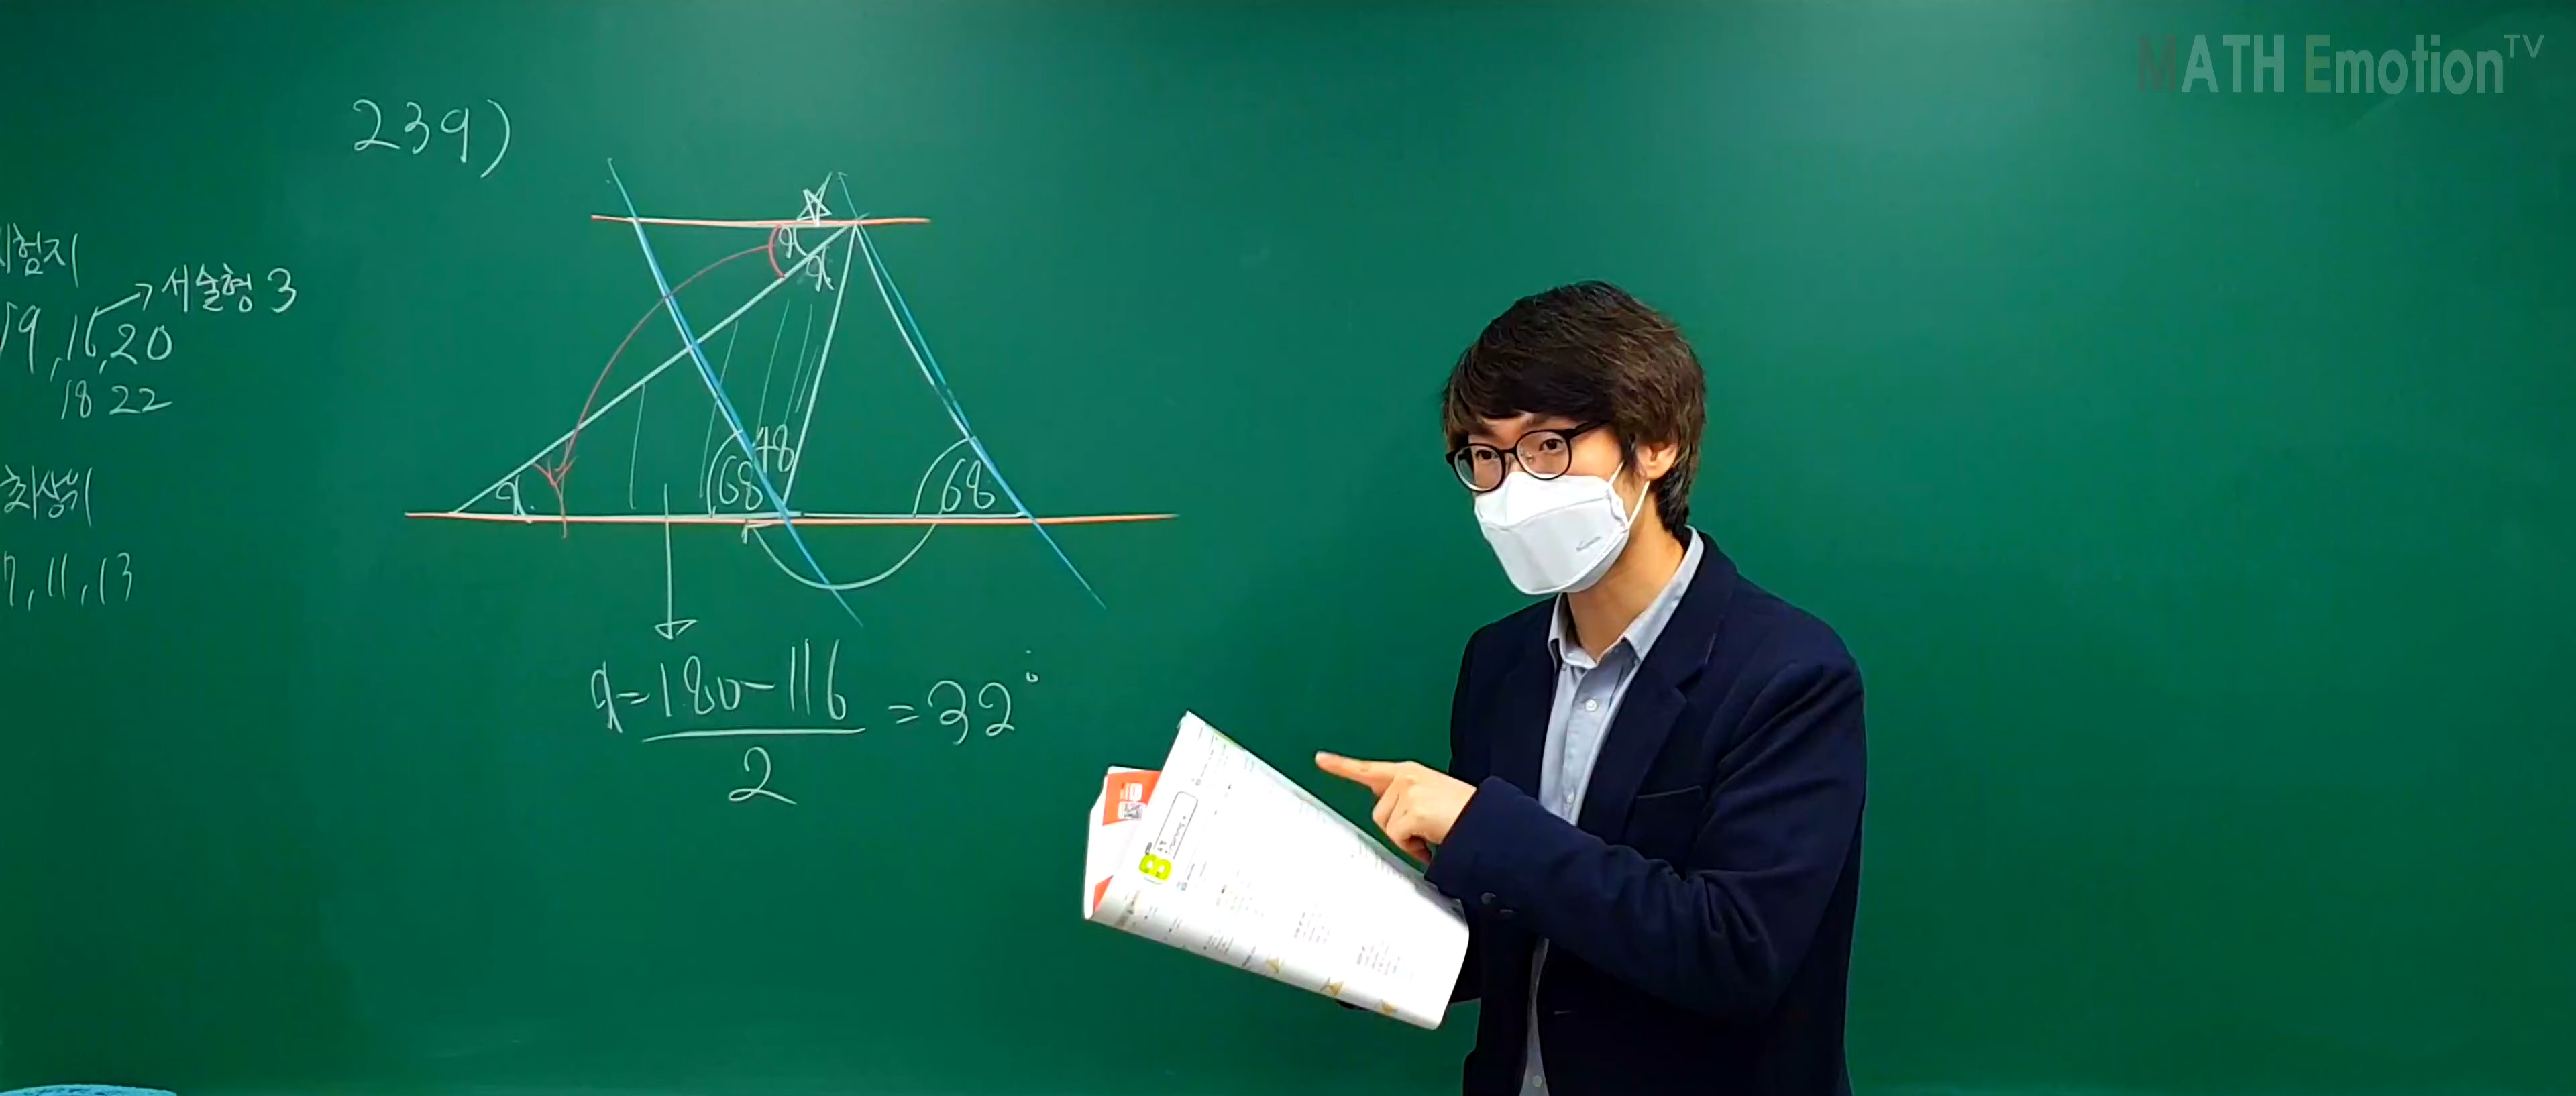 MATH Emotion TV
239)
시험지
→ 서술형 3
19, 16, 20
18 22
최상위
7, 11, 13
☆
x
x
48
68
68
x
x = 180-116 / 2 = 32°